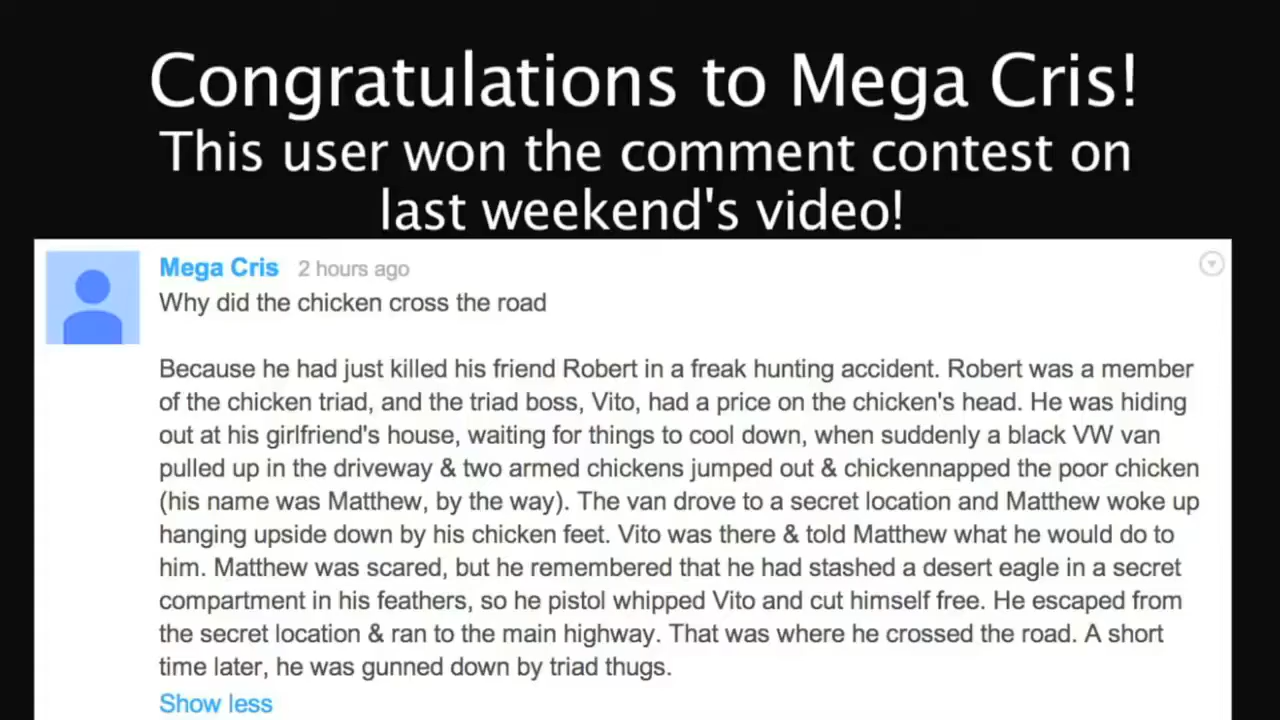 Congratulations to Mega Cris!
This user won the comment contest on
last weekend's video!
Mega Cris 2 hours ago
Why did the chicken cross the road
Because he had just killed his friend Robert in a freak hunting accident. Robert was a member
of the chicken triad, and the triad boss, Vito, had a price on the chicken's head. He was hiding
out at his girlfriend's house, waiting for things to cool down, when suddenly a black VW van
pulled up in the driveway & two armed chickens jumped out & chickennapped the poor chicken
(his name was Matthew, by the way). The van drove to a secret location and Matthew woke up
hanging upside down by his chicken feet. Vito was there & told Matthew what he would do to
him. Matthew was scared, but he remembered that he had stashed a desert eagle in a secret
compartment in his feathers, so he pistol whipped Vito and cut himself free. He escaped from
the secret location & ran to the main highway. That was where he crossed the road. A short
time later, he was gunned down by triad thugs.
Show less